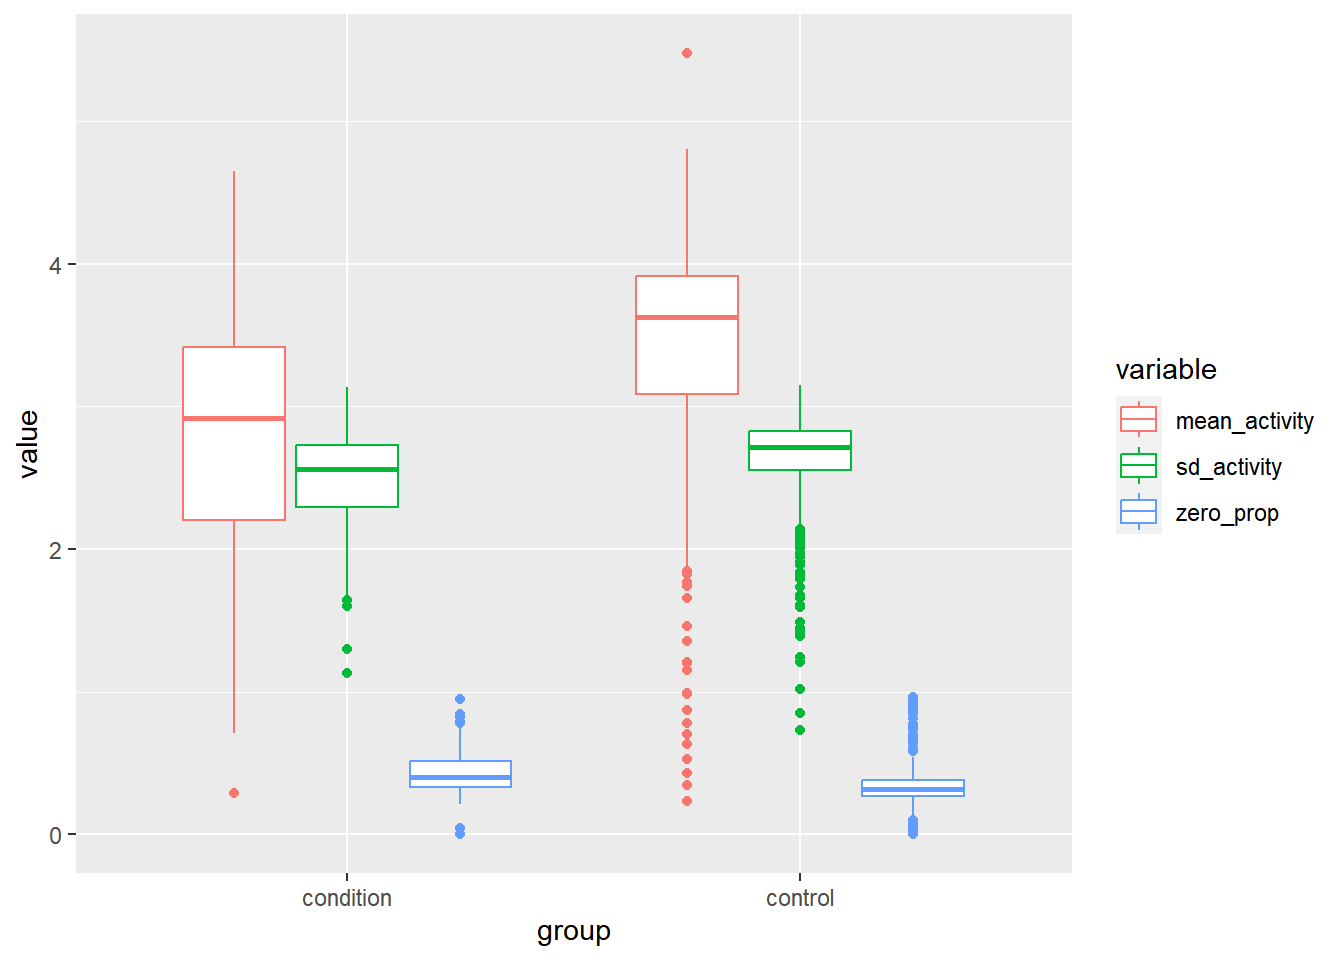 4
2
0
value
condition
control
group
variable
mean_activity
sd_activity
zero_prop